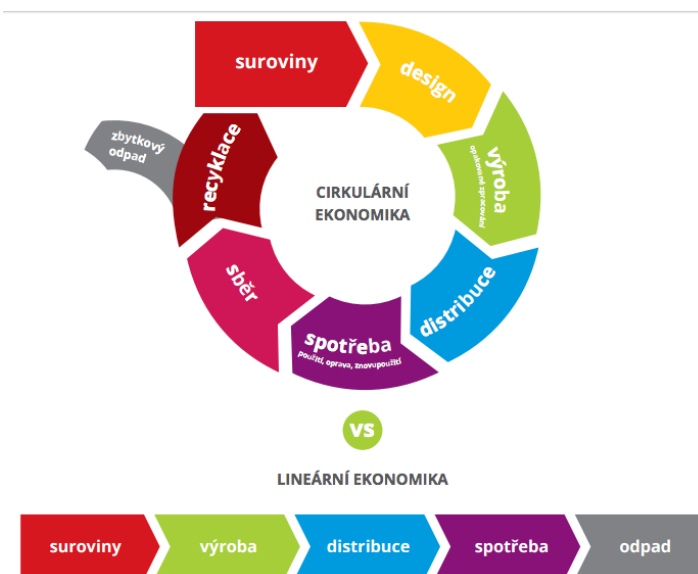 suroviny
design
výroba
opakované zpracování
distribuce
spotřeba
použití, oprava, znovupoužití
sběr
recyklace
zbytkový
odpad
CIRKULÁRNÍ
EKONOMIKA
vs
LINEÁRNÍ EKONOMIKA
suroviny
výroba
distribuce
spotřeba
odpad